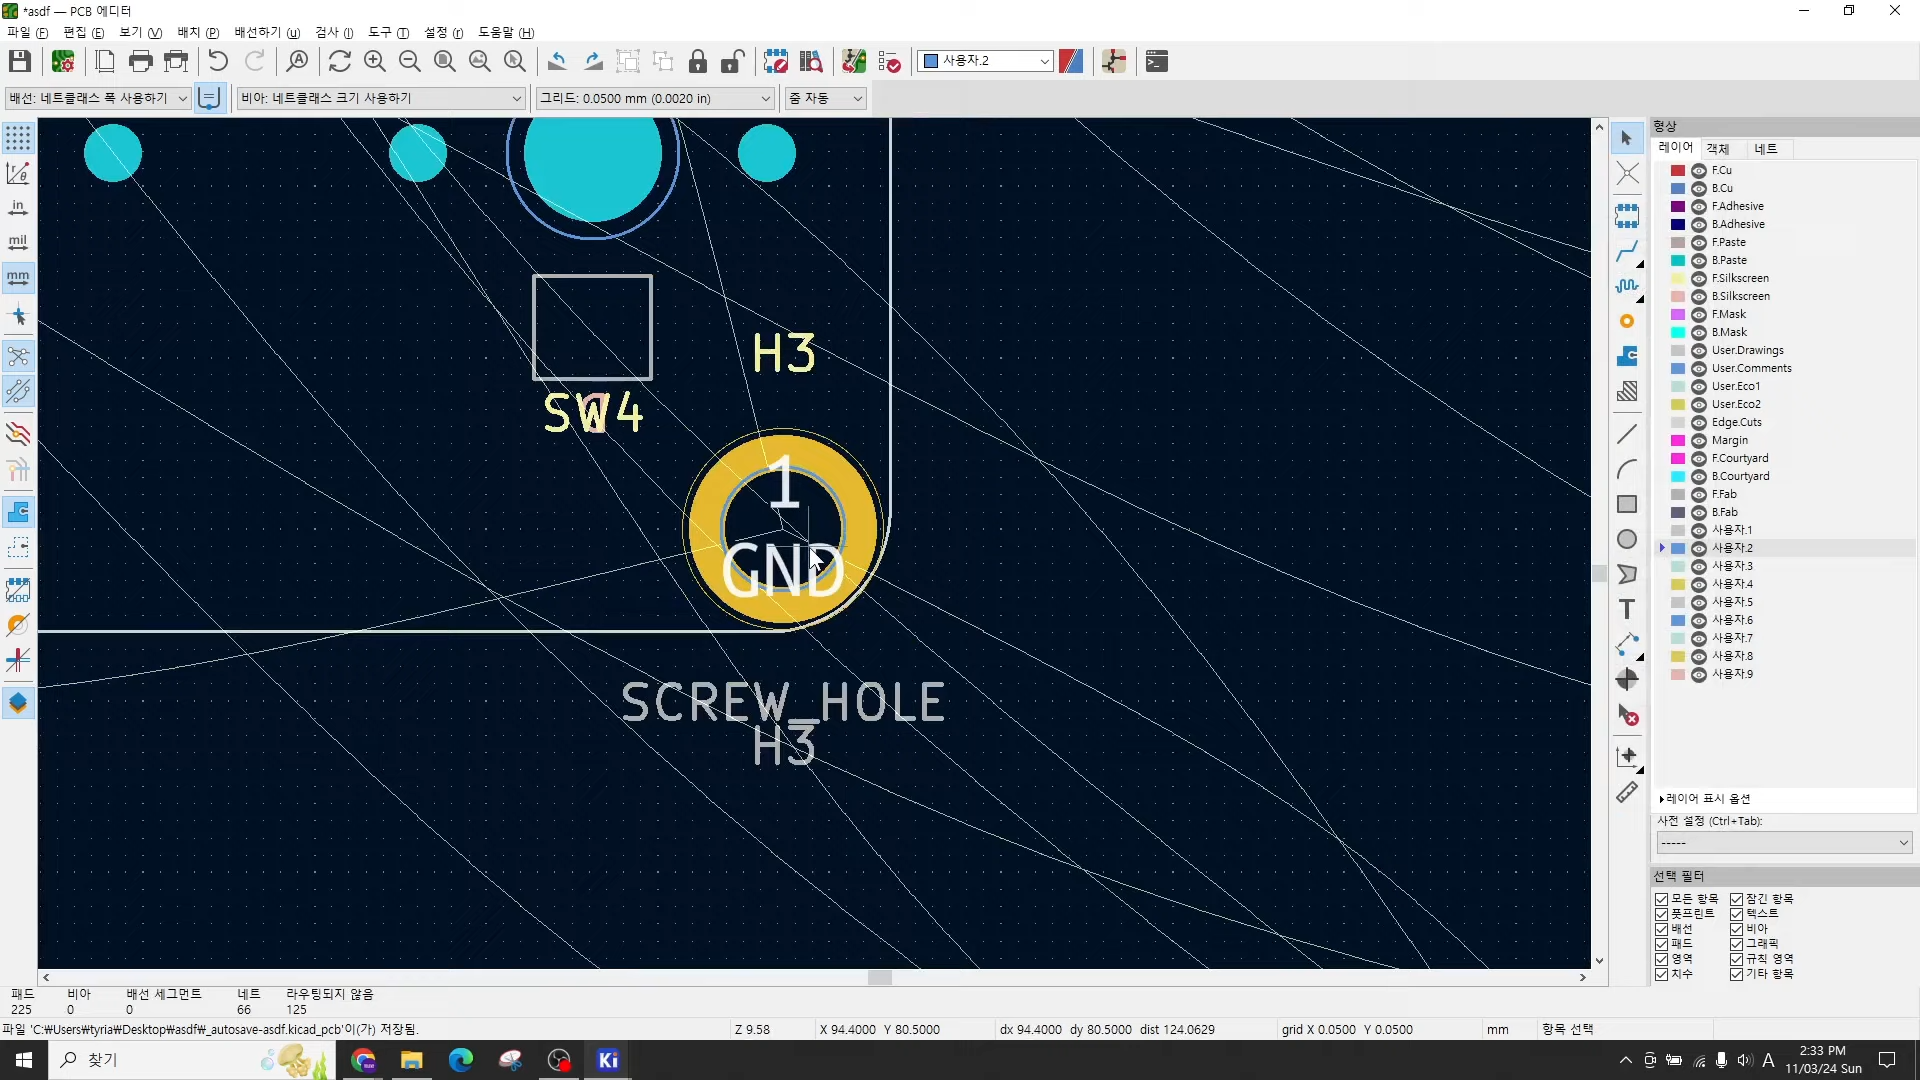 *asdf — PCB 에디터
파일 (F) 편집 (E) 보기 (V) 배치 (P) 배선하기 (u) 검사 (I) 도구 (T) 설정 (r) 도움말 (H)
사용자.2
배선: 네트클래스 폭 사용하기 비아: 네트클래스 크기 사용하기 그리드: 0.0500 mm (0.0020 in) 줌 자동
in
mil
mm
H3
SW4
1
GND
SCREW_HOLE
H3
형상
레이어 객체 네트
F.Cu
B.Cu
F.Adhesive
B.Adhesive
F.Paste
B.Paste
F.Silkscreen
B.Silkscreen
F.Mask
B.Mask
User.Drawings
User.Comments
User.Eco1
User.Eco2
Edge.Cuts
Margin
F.Courtyard
B.Courtyard
F.Fab
B.Fab
사용자.1
사용자.2
사용자.3
사용자.4
사용자.5
사용자.6
사용자.7
사용자.8
사용자.9
레이어 표시 옵션
사전 설정 (Ctrl+Tab):
-----
선택 필터
모든 항목 잠긴 항목
풋프린트 텍스트
배선 비아
패드 그래픽
영역 규칙 영역
치수 기타 항목
패드 비아 배선 세그먼트 네트 라우팅되지 않음
225 0 0 66 125
파일 'C:₩Users₩tyria₩Desktop₩asdf₩_autosave-asdf.kicad_pcb'이(가) 저장됨. Z 9.58 X 94.4000 Y 80.5000 dx 94.4000 dy 80.5000 dist 124.0629 grid X 0.0500 Y 0.0500 mm 항목 선택
찾기 Ki A 2:33 PM
11/03/24 Sun